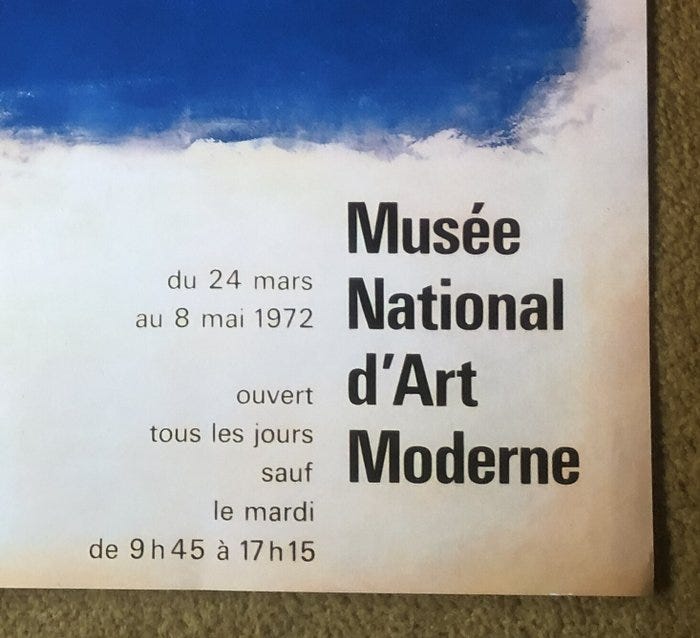 Musée
National
d'Art
Moderne
du 24 mars
au 8 mai 1972
ouvert
tous les jours
sauf
le mardi
de 9h45 à 17h15